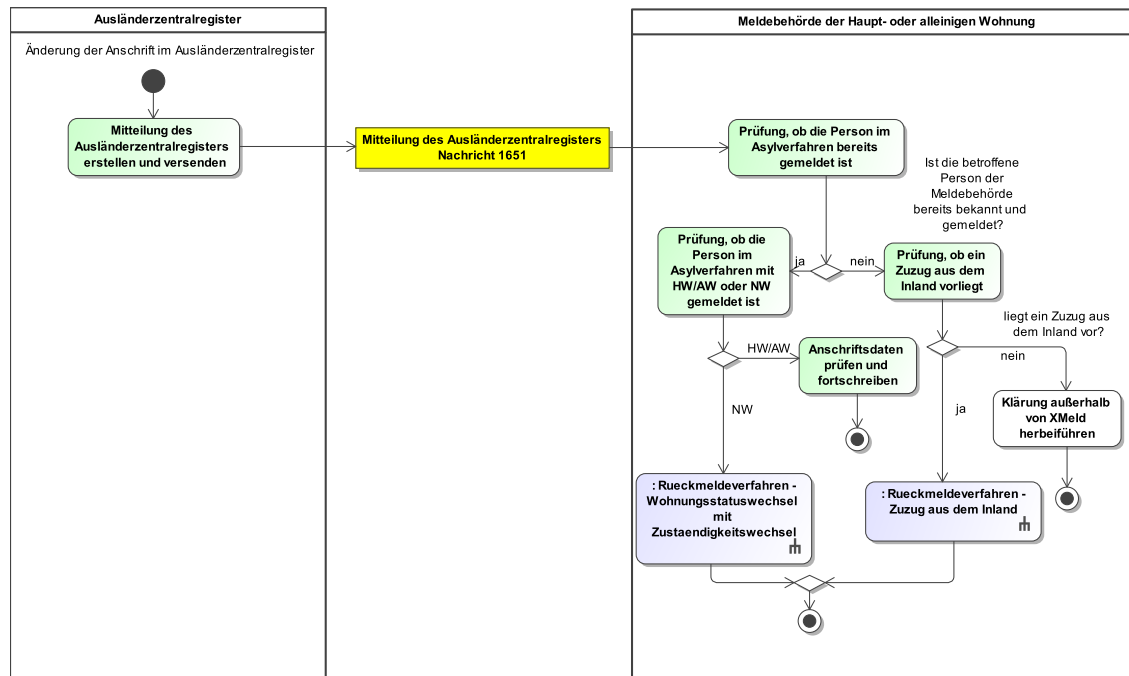 Ausländerzentralregister
Änderung der Anschrift im Ausländerzentralregister
Mitteilung des
Ausländerzentralregisters
erstellen und versenden
Mitteilung des Ausländerzentralregisters
Nachricht 1651
Meldebehörde der Haupt- oder alleinigen Wohnung
Prüfung, ob die Person im
Asylverfahren bereits
gemeldet ist
Ist die betroffene
Person der
Meldebehörde
bereits bekannt und
gemeldet?
ja
nein
Prüfung, ob die
Person im
Asylverfahren mit
HW/AW oder NW
gemeldet ist
Prüfung, ob ein
Zuzug aus dem
Inland vorliegt
liegt ein Zuzug aus
dem Inland vor?
HW/AW
nein
Anschriftsdaten
prüfen und
fortschreiben
NW
ja
Klärung außerhalb
von XMeld
herbeiführen
: Rueckmeldeverfahren -
Wohnungsstatuswechsel
mit
Zustaendigkeitswechsel
: Rueckmeldeverfahren -
Zuzug aus dem Inland